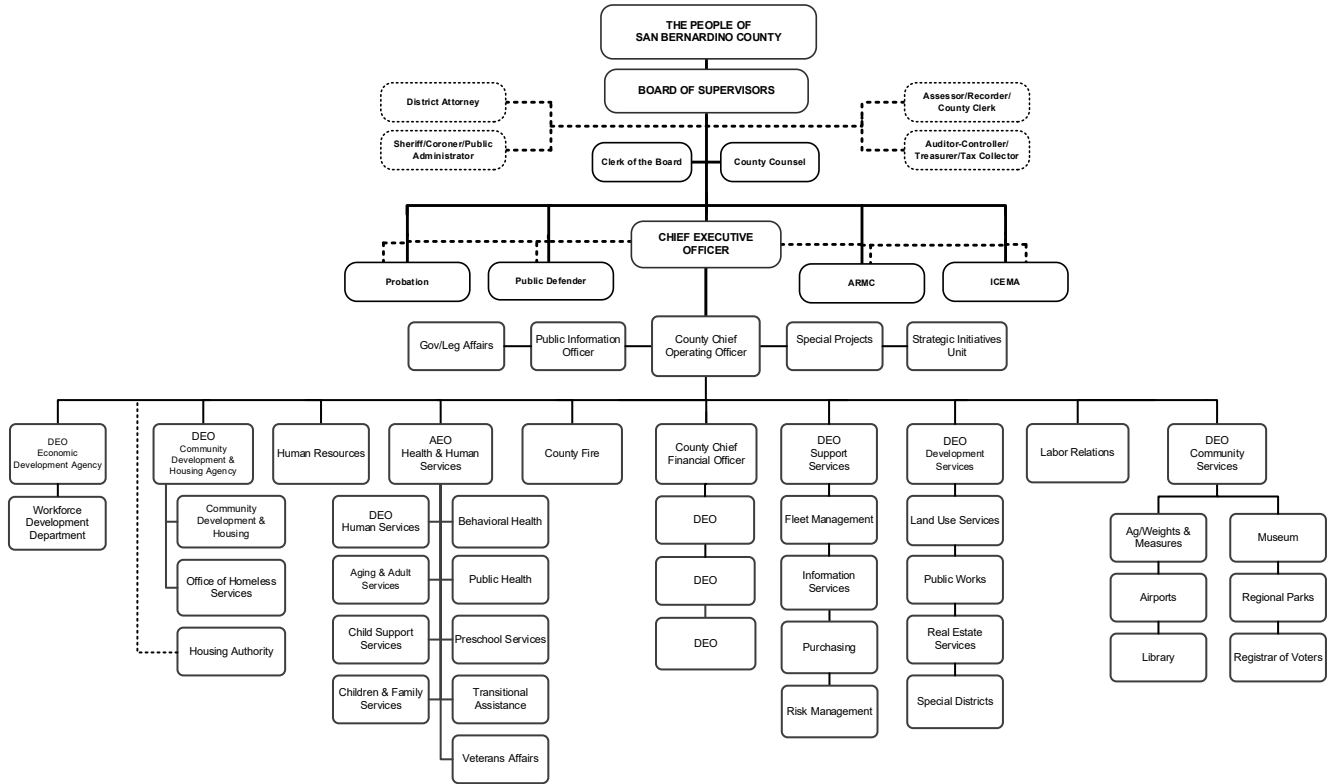 THE PEOPLE OF
SAN BERNARDINO COUNTY
BOARD OF SUPERVISORS
District Attorney
Assessor/Recorder/
County Clerk
Sheriff/Coroner/Public
Administrator
Auditor-Controller/
Treasurer/Tax Collector
Clerk of the Board
County Counsel
CHIEF EXECUTIVE
OFFICER
Probation
Public Defender
ARMC
ICEMA
Gov/Leg Affairs
Public Information
Officer
County Chief
Operating Officer
Special Projects
Strategic Initiatives
Unit
DEO
Economic
Development Agency
DEO
Community
Development &
Housing Agency
Human Resources
AEO
Health & Human
Services
County Fire
County Chief
Financial Officer
DEO
Support
Services
DEO
Development
Services
Labor Relations
DEO
Community
Services
Workforce
Development
Department
Community
Development &
Housing
Office of Homeless
Services
Housing Authority
DEO
Human Services
Aging & Adult
Services
Child Support
Services
Children & Family
Services
Behavioral Health
Public Health
Preschool Services
Transitional
Assistance
Veterans Affairs
DEO
DEO
DEO
Fleet Management
Information
Services
Purchasing
Risk Management
Land Use Services
Public Works
Real Estate
Services
Special Districts
Ag/Weights &
Measures
Airports
Library
Museum
Regional Parks
Registrar of Voters